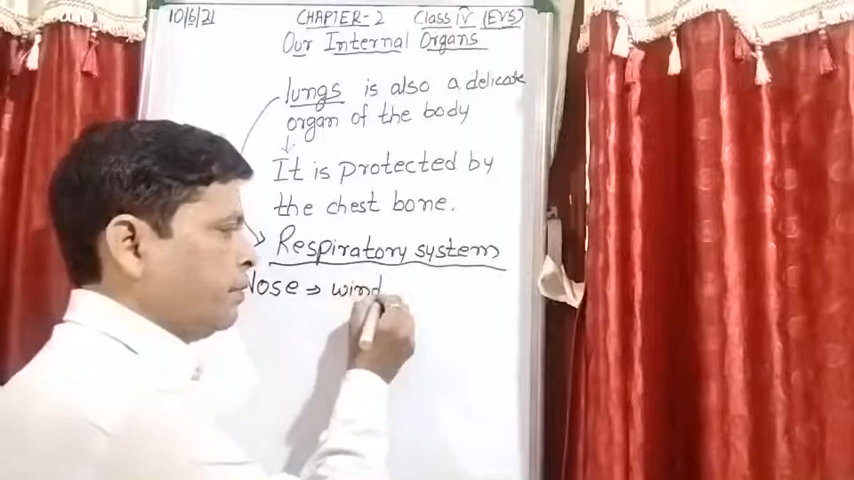 10/6/21 CHAPTER-2 Class IV (EVS)
Our Internal Organs
lungs is also a delicate
organ of the body
It is protected by
the chest bone.
Respiratory system
Nose ⇒ wind